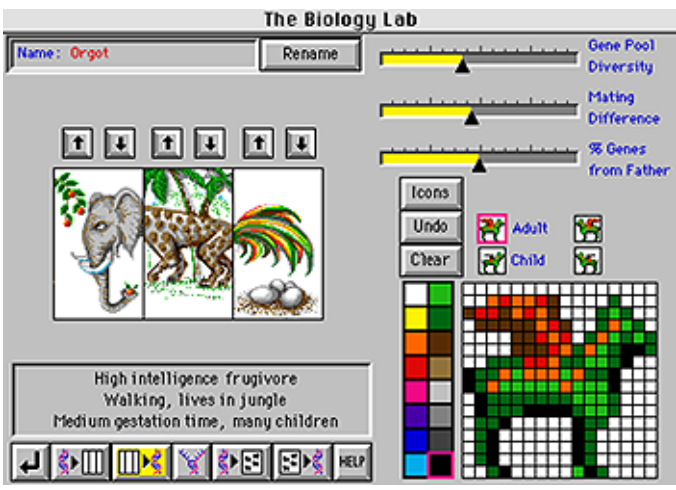 The Biology Lab
Name: Orgot
Rename
Gene Pool
Diversity
Mating
Difference
% Genes
from Father
Icons
Undo
Adult
Clear
Child
High intelligence frugivore
Walking, lives in jungle
Medium gestation time, many children
HELP